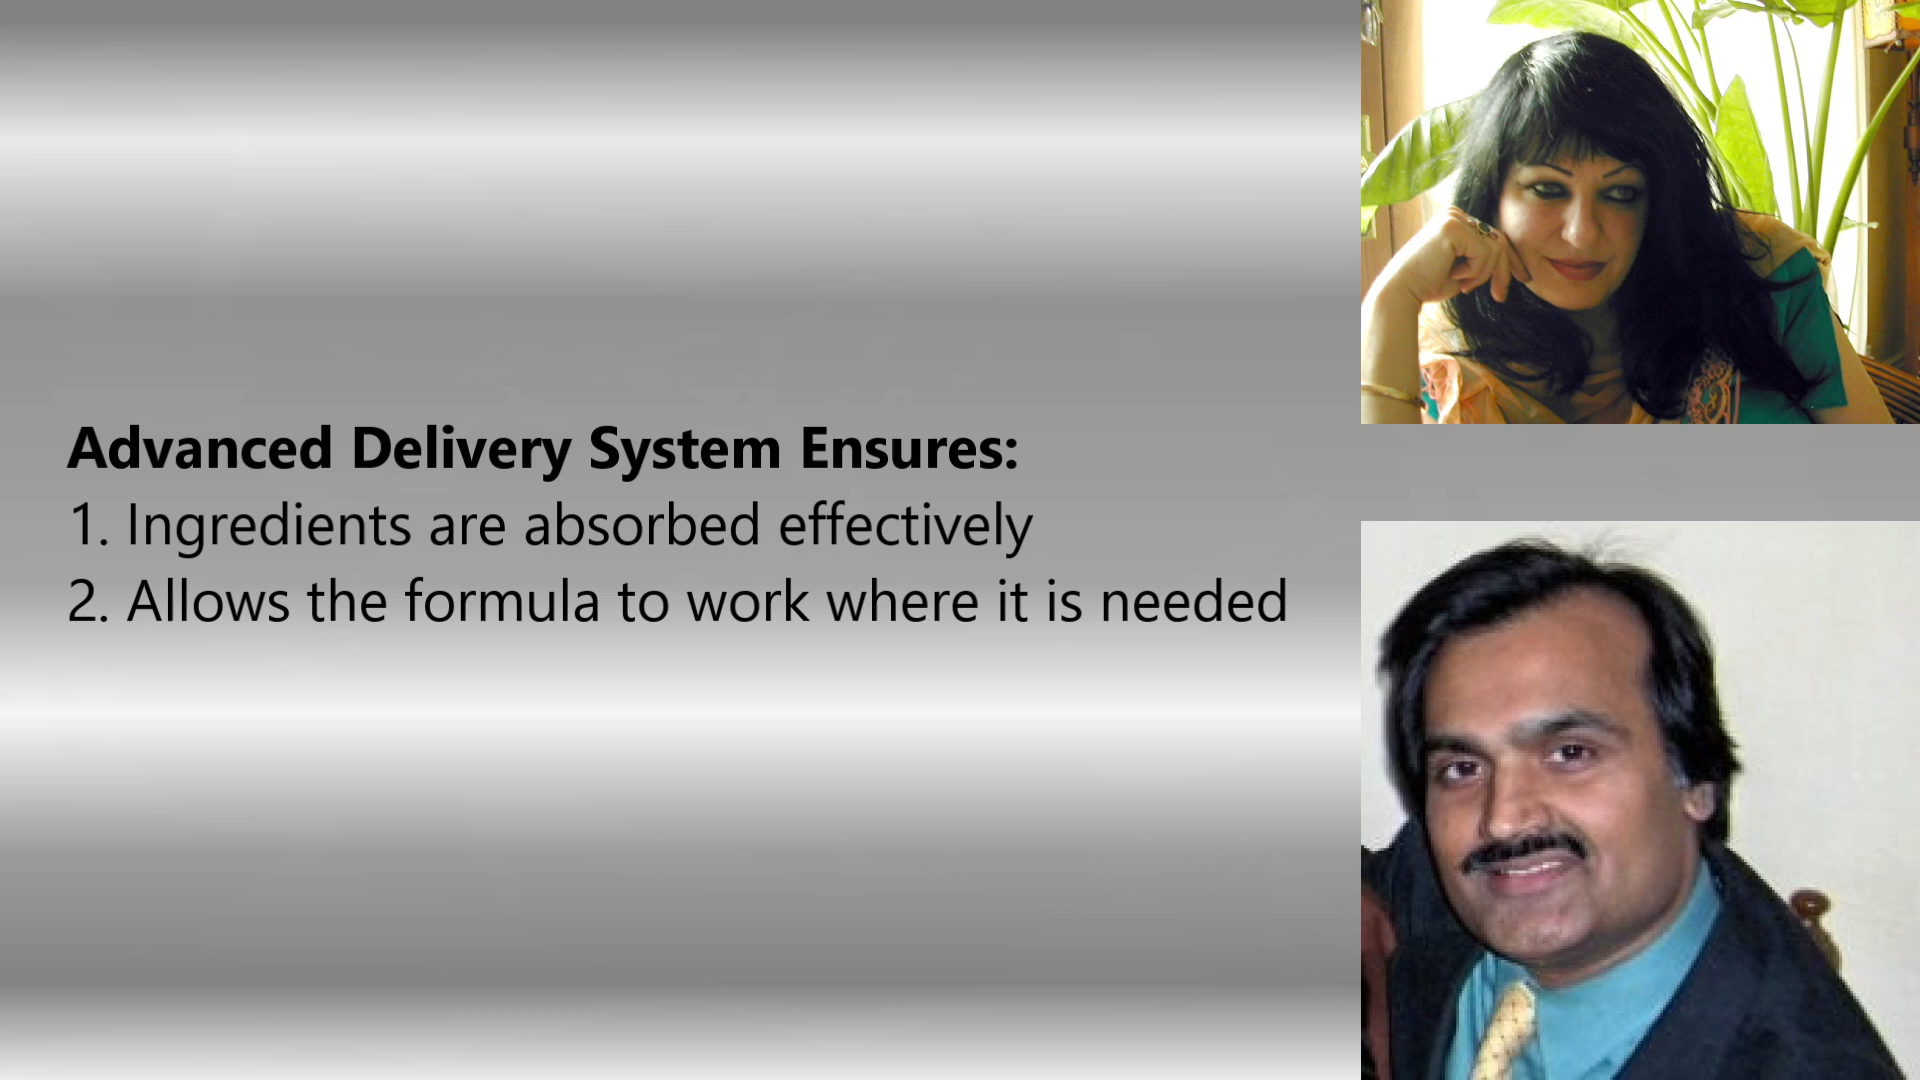 Advanced Delivery System Ensures:
1. Ingredients are absorbed effectively
2. Allows the formula to work where it is needed